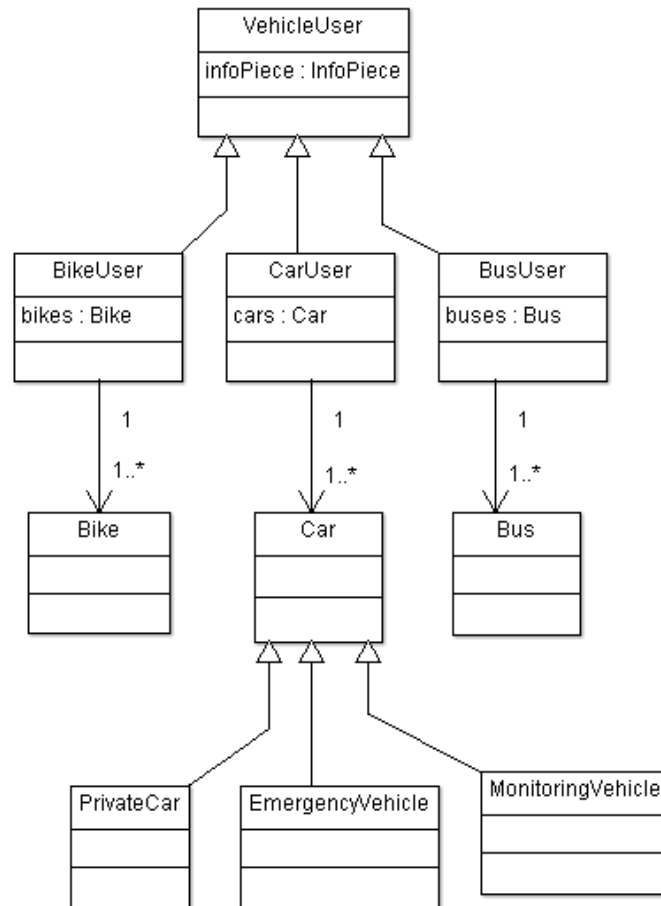 VehicleUser
infoPiece : InfoPiece
BikeUser
bikes : Bike
CarUser
cars : Car
BusUser
buses : Bus
1
1
1
1..*
1..*
1..*
Bike
Car
Bus
PrivateCar
EmergencyVehicle
MonitoringVehicle